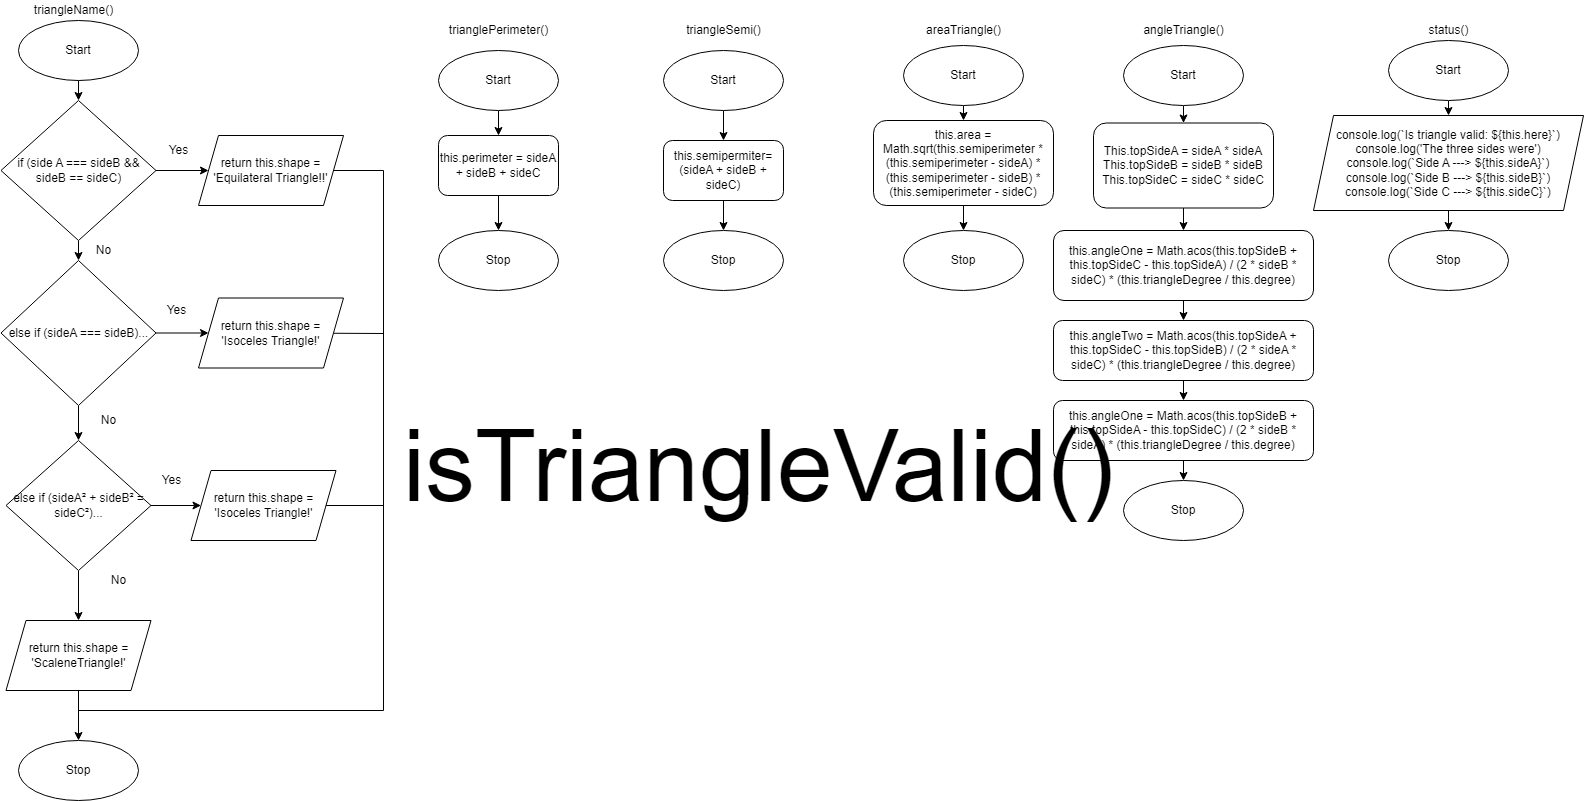 triangleName()
Start
if (side A === sideB &&
sideB == sideC)
Yes
return this.shape =
'Equilateral Triangle!!'
No
else if (sideA === sideB)...
Yes
return this.shape =
'Isoceles Triangle!'
No
else if (sideA² + sideB² =
sideC²)...
Yes
return this.shape =
'Isoceles Triangle!'
No
return this.shape =
'ScaleneTriangle!'
Stop
trianglePerimeter()
Start
this.perimeter = sideA
+ sideB + sideC
Stop
triangleSemi()
Start
this.semipermiter=
(sideA + sideB +
sideC)
Stop
areaTriangle()
Start
this.area =
Math.sqrt(this.semiperimeter *
(this.semiperimeter - sideA) *
(this.semiperimeter - sideB) *
(this.semiperimeter - sideC)
Stop
angleTriangle()
Start
This.topSideA = sideA * sideA
This.topSideB = sideB * sideB
This.topSideC = sideC * sideC
this.angleOne = Math.acos(this.topSideB +
this.topSideC - this.topSideA) / (2 * sideB *
sideC) * (this.triangleDegree / this.degree)
this.angleTwo = Math.acos(this.topSideA +
this.topSideC - this.topSideB) / (2 * sideA *
sideC) * (this.triangleDegree / this.degree)
this.angleOne = Math.acos(this.topSideB +
this.topSideA - this.topSideC) / (2 * sideB *
sideA) * (this.triangleDegree / this.degree)
Stop
status()
Start
console.log(`Is triangle valid: ${this.here}`)
console.log('The three sides were')
console.log(`Side A ---> ${this.sideA}`)
console.log(`Side B ---> ${this.sideB}`)
console.log(`Side C ---> ${this.sideC}`)
Stop
isTriangleValid()